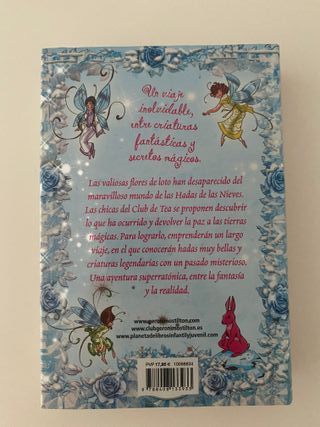 Un viaje
inolvidable,
entre criaturas
fantásticas y
secretos mágicos.
Las valiosas flores de loto han desaparecido del
maravilloso mundo de las Hadas de las Nieves.
Las chicas del Club de Tea se proponen descubrir
lo que ha ocurrido y devolver la paz a las tierras
mágicas. Para lograrlo, emprenderán un largo
viaje, en el que conocerán hadas muy bellas y
criaturas legendarias con un pasado misterioso.
Una aventura superratónica, entre la fantasía
y la realidad.
www.geronimostilton.com
www.clubgeronimostilton.es
www.planetadelibrosinfantilyjuvenil.com
PVP 17,95 €